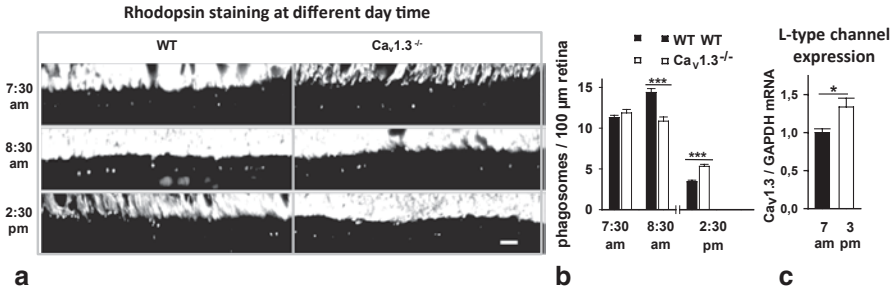 Rhodopsin staining at different day time
WT
Caᵥ1.3 ⁻/⁻
7:30
am
8:30
am
2:30
pm
a
WT WT
Caᵥ1.3⁻/⁻
phagosomes / 100 µm retina
15
10
5
0
***
***
7:30
am
8:30
am
2:30
pm
b
L-type channel
expression
Caᵥ1.3 / GAPDH mRNA
1,5
1,0
0,5
0,0
*
7
am
3
pm
c